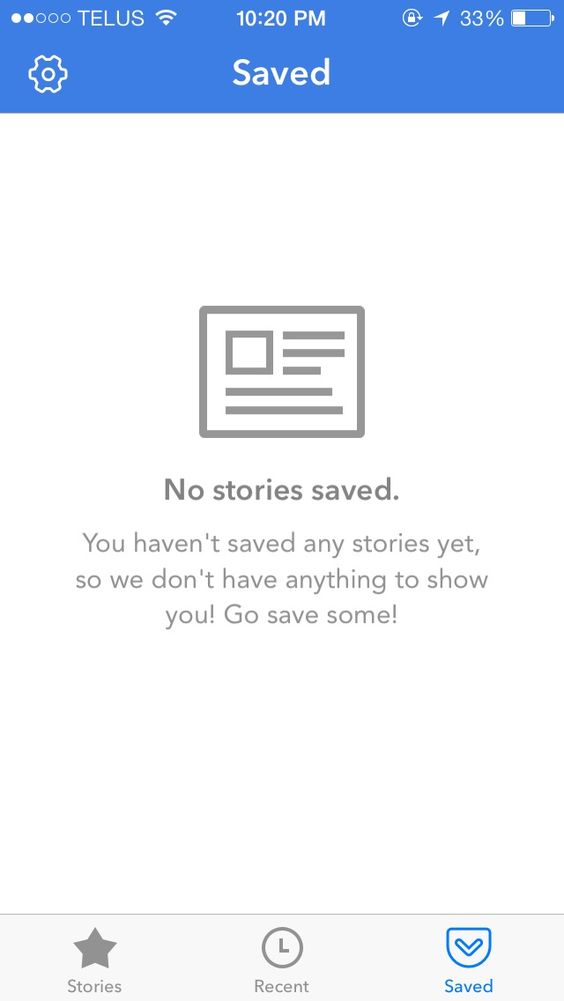 TELUS 10:20 PM 33%
Saved
No stories saved.
You haven't saved any stories yet,
so we don't have anything to show
you! Go save some!
Stories Recent Saved